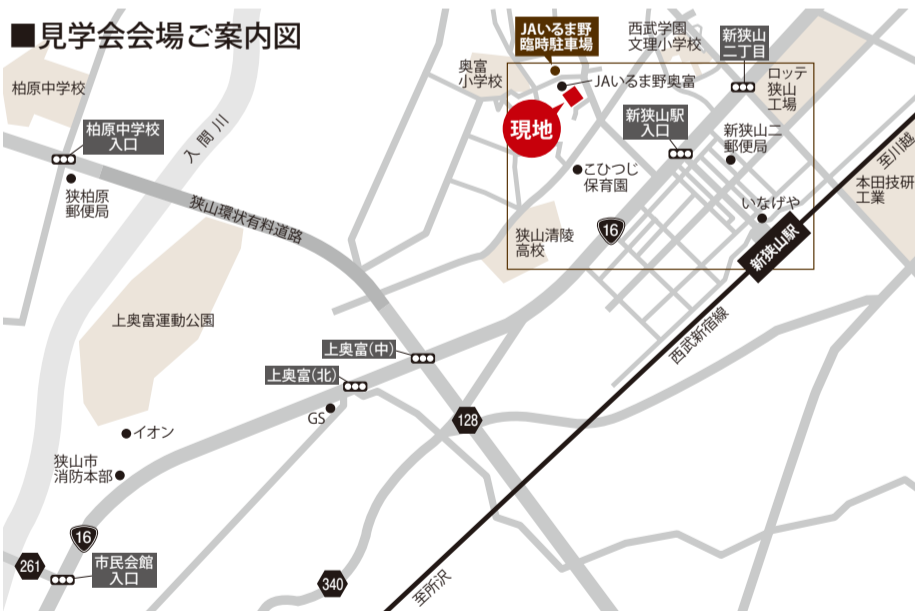 ■見学会会場ご案内図
JAいるま野
臨時駐車場
西武学園
文理小学校
新狭山
二丁目
奥富
小学校
JAいるま野奥富
ロッテ
狭山
工場
柏原中学校
現地
新狭山駅
入口
新狭山二
郵便局
至川越
柏原中学校
入口
入間川
こひつじ
保育園
本田技研
工業
狭柏原
郵便局
狭山環状有料道路
いなげや
狭山清陵
高校
16
新狭山駅
上奥富運動公園
西武新宿線
上奥富(中)
上奥富(北)
GS
128
イオン
狭山市
消防本部
16
261
市民会館
入口
340
至所沢